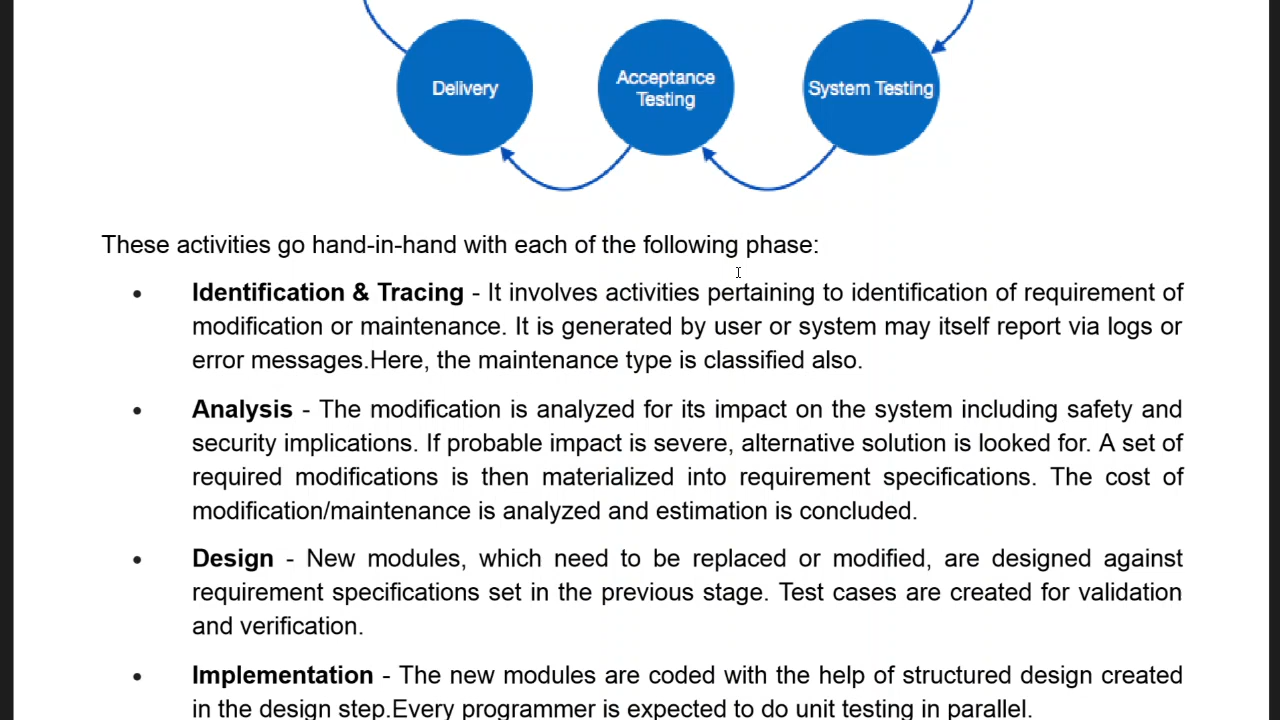 Delivery
Acceptance
Testing
System Testing
These activities go hand-in-hand with each of the following phase:
• Identification & Tracing - It involves activities pertaining to identification of requirement of
modification or maintenance. It is generated by user or system may itself report via logs or
error messages.Here, the maintenance type is classified also.
• Analysis - The modification is analyzed for its impact on the system including safety and
security implications. If probable impact is severe, alternative solution is looked for. A set of
required modifications is then materialized into requirement specifications. The cost of
modification/maintenance is analyzed and estimation is concluded.
• Design - New modules, which need to be replaced or modified, are designed against
requirement specifications set in the previous stage. Test cases are created for validation
and verification.
• Implementation - The new modules are coded with the help of structured design created
in the design step.Every programmer is expected to do unit testing in parallel.